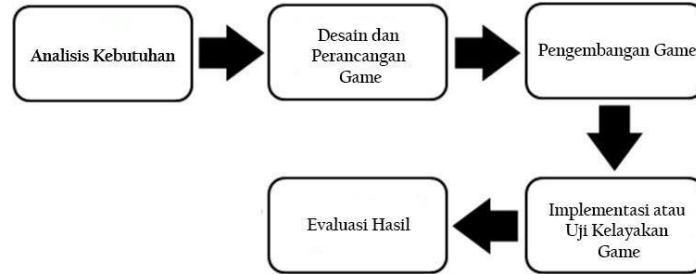 Analisis Kebutuhan
Desain dan
Perancangan
Game
Pengembangan Game
Implementasi atau
Uji Kelayakan
Game
Evaluasi Hasil